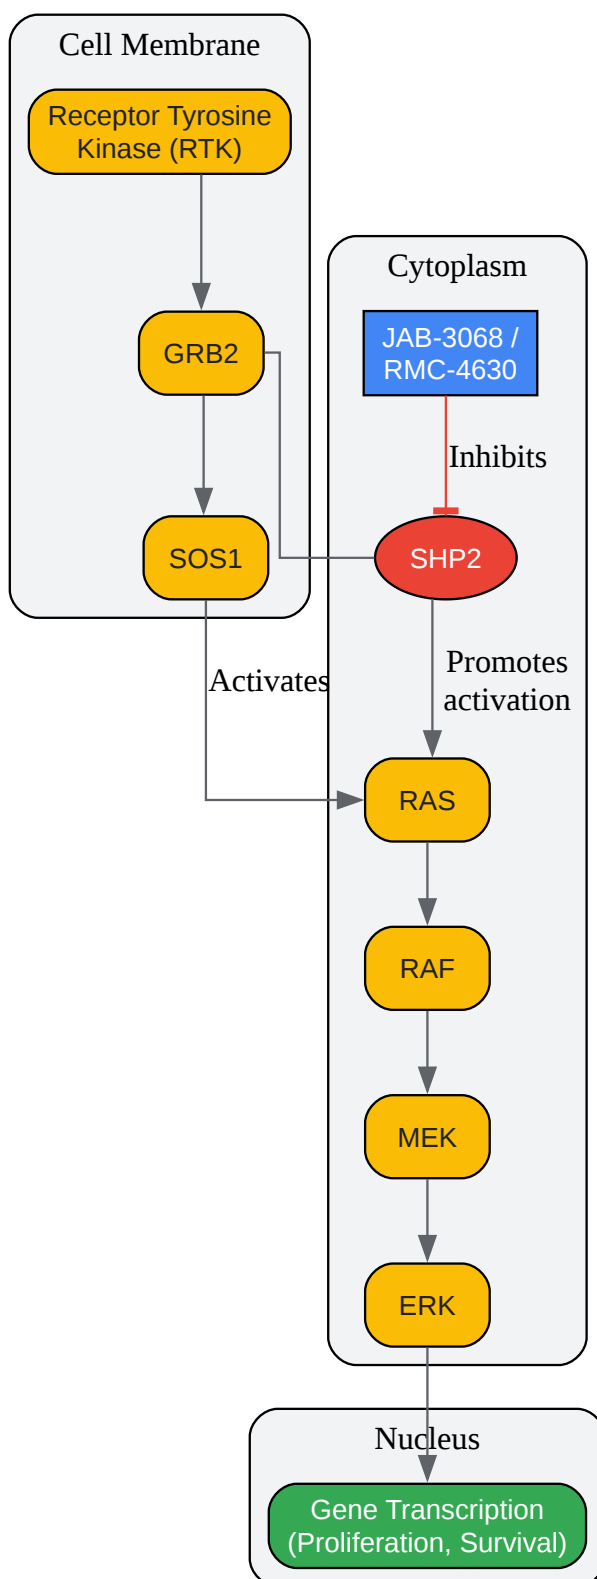 Cell Membrane
Receptor Tyrosine
Kinase (RTK)
GRB2
SOS1
Activates
Cytoplasm
JAB-3068 /
RMC-4630
Inhibits
SHP2
Promotes
activation
RAS
RAF
MEK
ERK
Nucleus
Gene Transcription
(Proliferation, Survival)